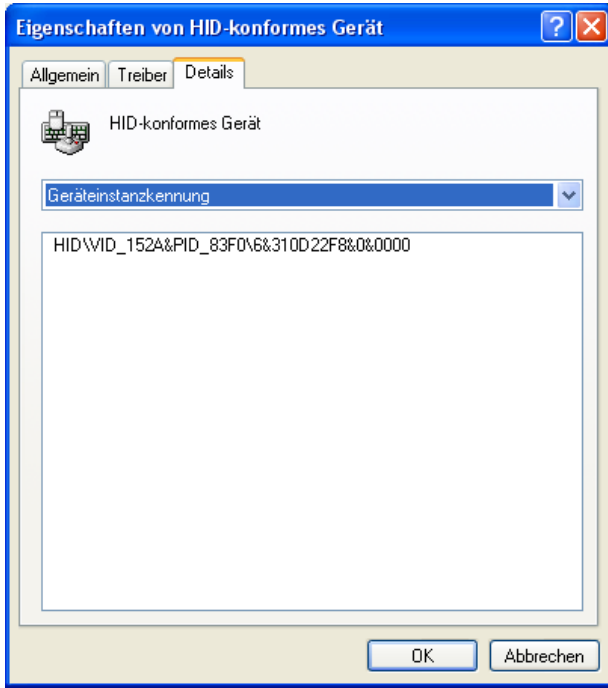 Eigenschaften von HID-konformes Gerät
Allgemein Treiber Details
HID-konformes Gerät
Geräteinstanzkennung
HID\VID_152A&PID_83F0\6&310D22F8&0&0000
OK Abbrechen